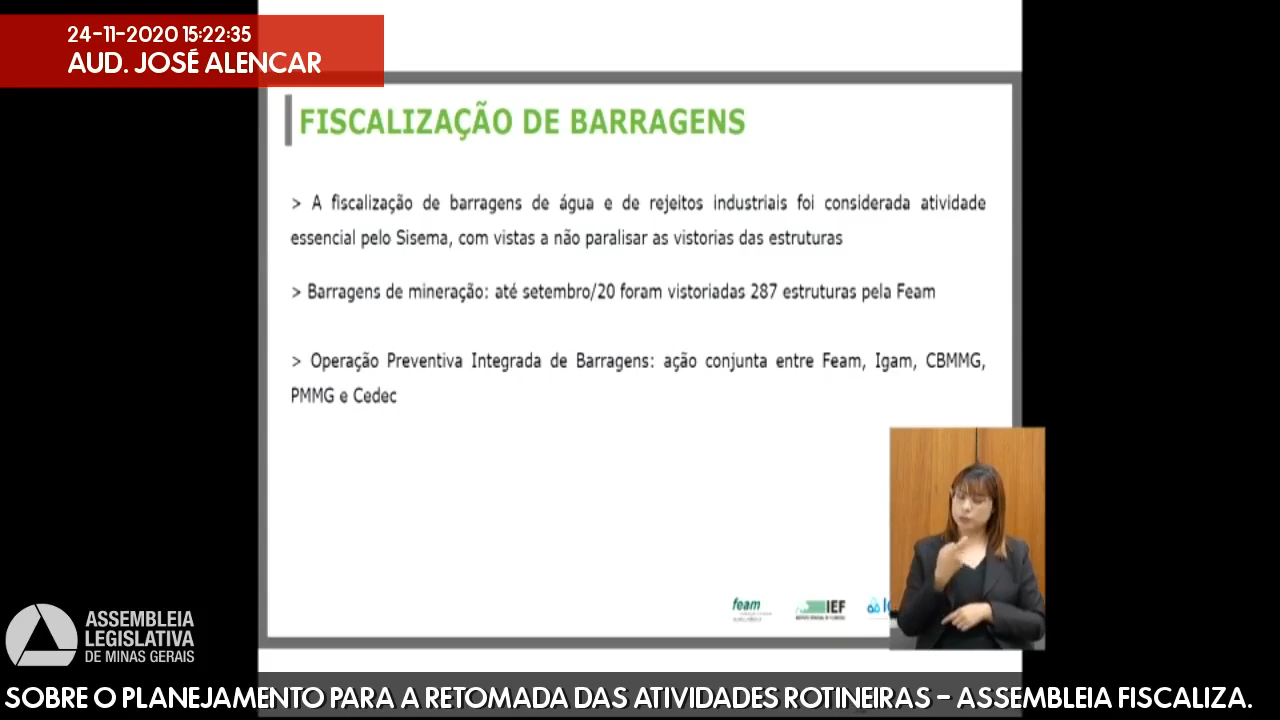 24-11-2020 15:22:35
AUD. JOSÉ ALENCAR
FISCALIZAÇÃO DE BARRAGENS
> A fiscalização de barragens de água e de rejeitos industriais foi considerada atividade
essencial pelo Sisema, com vistas a não paralisar as vistorias das estruturas
> Barragens de mineração: até setembro/20 foram vistoriadas 287 estruturas pela Feam
> Operação Preventiva Integrada de Barragens: ação conjunta entre Feam, Igam, CBMMG,
PMMG e Cedec
feam
IEF
ASSEMBLEIA
LEGISLATIVA
DE MINAS GERAIS
SOBRE O PLANEJAMENTO PARA A RETOMADA DAS ATIVIDADES ROTINEIRAS – ASSEMBLEIA FISCALIZA.